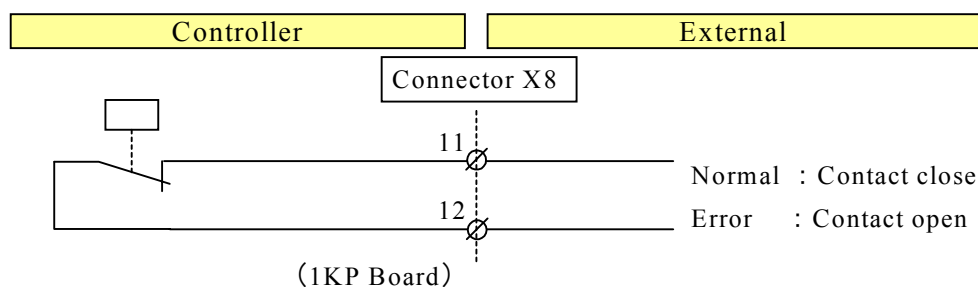 Controller
External
Connector X8
11
Normal : Contact close
12
Error : Contact open
(1KP Board)